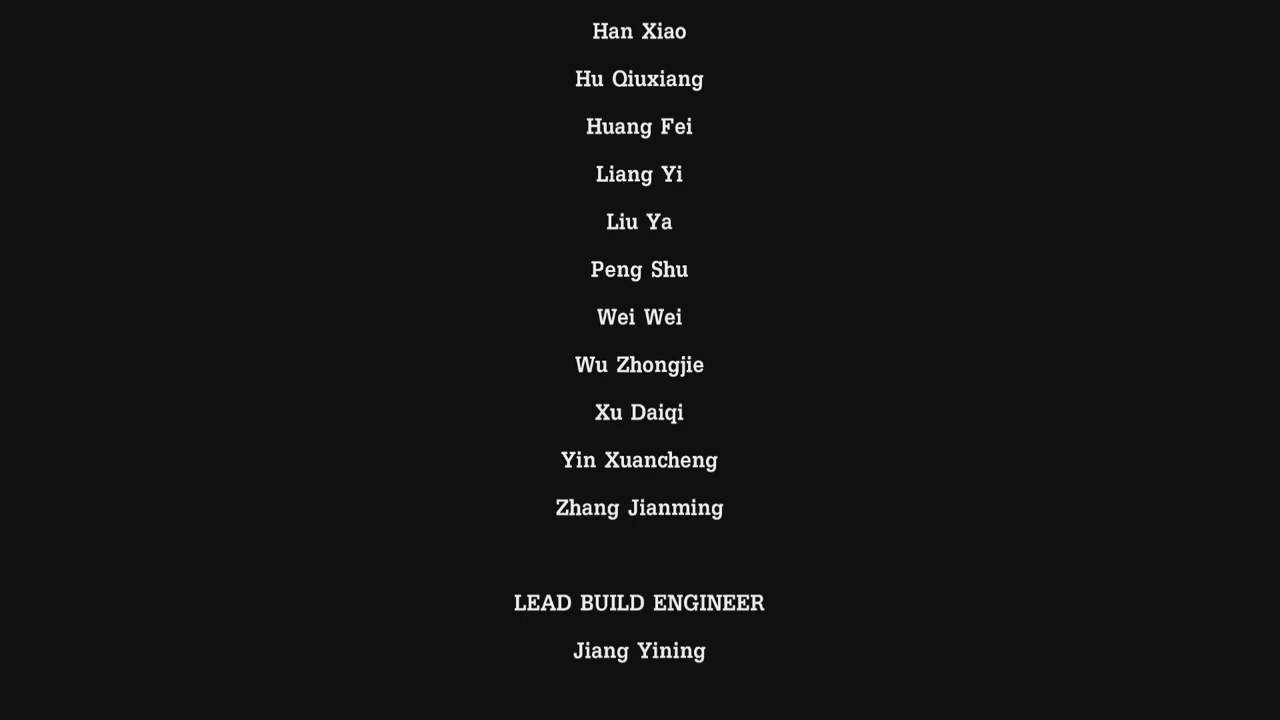 Han Xiao
Hu Qiuxiang
Huang Fei
Liang Yi
Liu Ya
Peng Shu
Wei Wei
Wu Zhongjie
Xu Daiqi
Yin Xuancheng
Zhang Jianming
LEAD BUILD ENGINEER
Jiang Yining